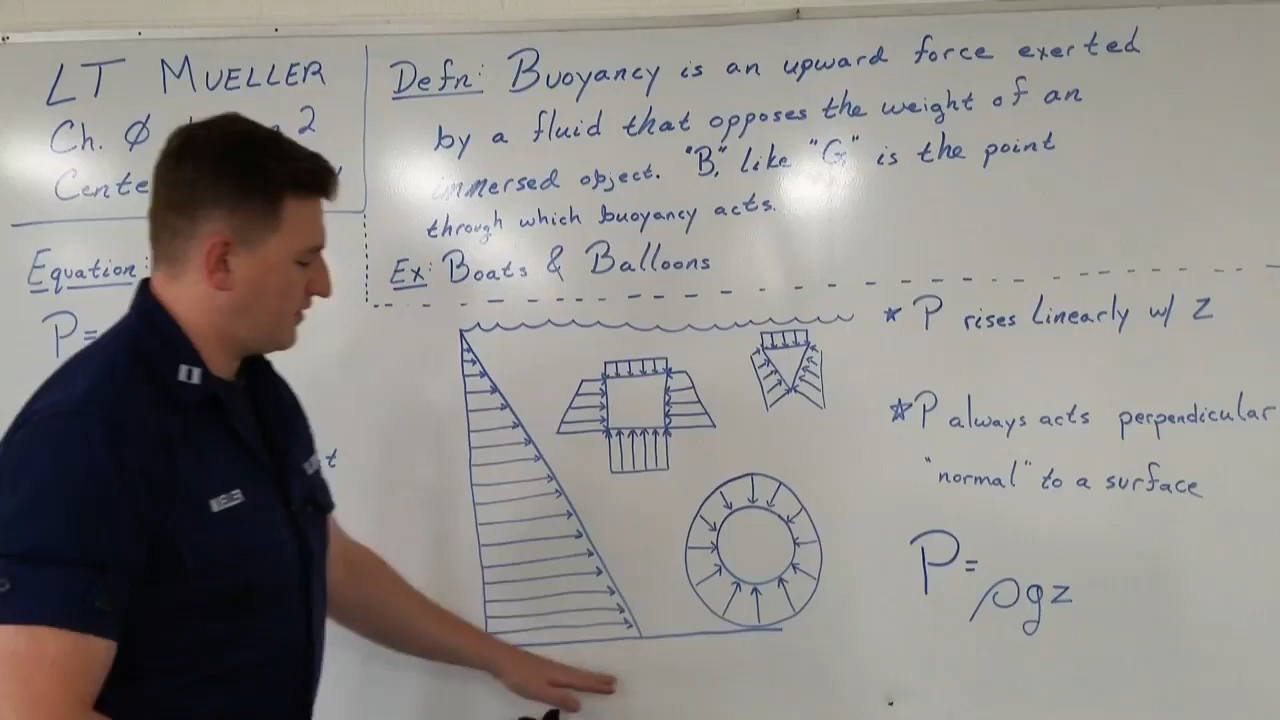 LT MUELLER
Ch. Ø 2
Cente
Equation:
P=
t
Defn: Buoyancy is an upward force exerted
by a fluid that opposes the weight of an
immersed object. "B," like "G," is the point
through which buoyancy acts.
Ex: Boats & Balloons
* P rises linearly w/ Z
* P always acts perpendicular
"normal" to a surface
P= ρgz